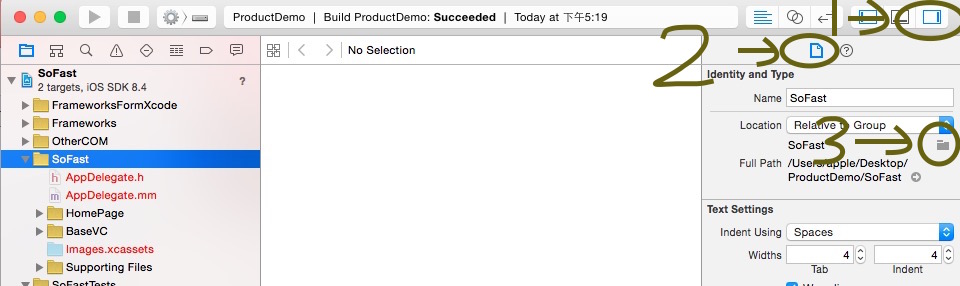 ProductDemo | Build ProductDemo: Succeeded | Today at 下午5:19
1
2
No Selection
?
SoFast
2 targets, iOS SDK 8.4
?
FrameworksFormXcode
Frameworks
OtherCOM
SoFast
h AppDelegate.h
m AppDelegate.mm
HomePage
BaseVC
Images.xcassets
Supporting Files
SoFastTests
Identity and Type
Name SoFast
Location Relative to Group
SoFast
3
Full Path /Users/apple/Desktop/
ProductDemo/SoFast
Text Settings
Indent Using Spaces
Widths 4 4
Tab Indent